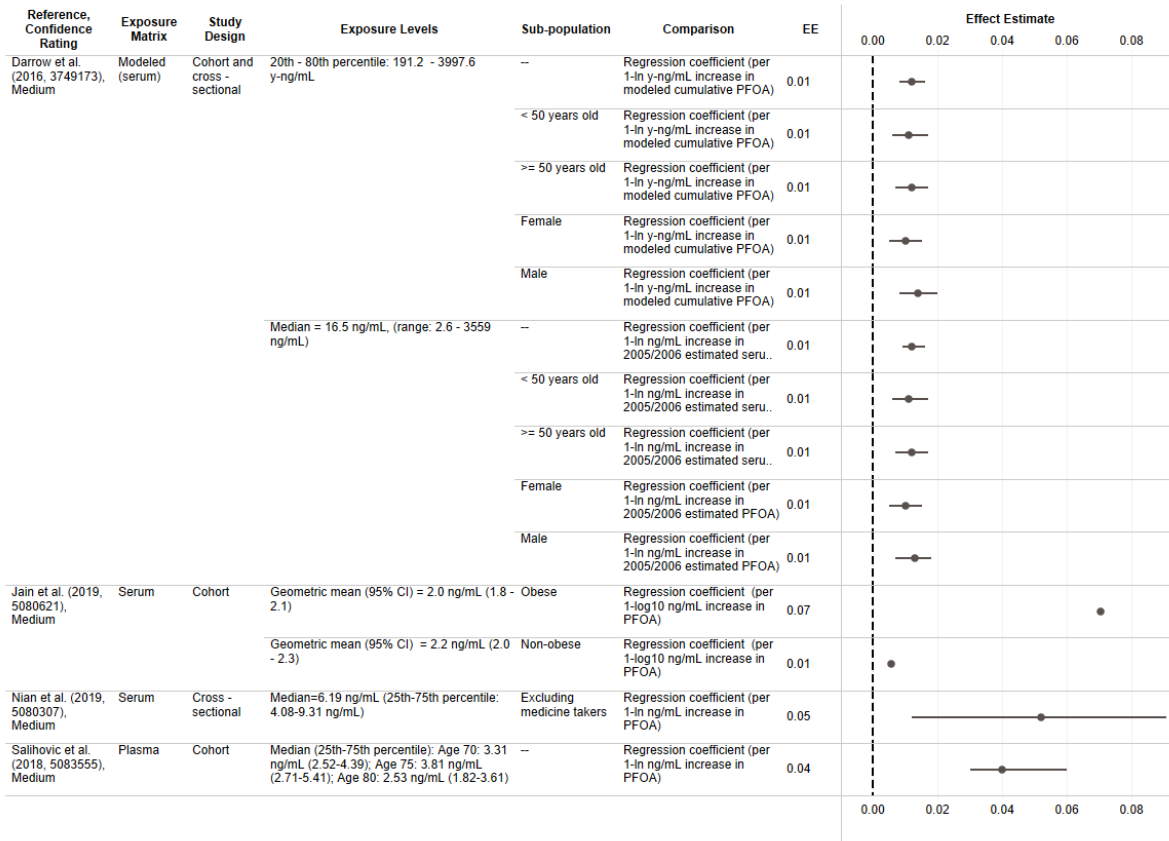 Reference, Confidence Rating
Exposure Matrix
Study Design
Exposure Levels
Sub-population
Comparison
EE
Effect Estimate
0.00 0.02 0.04 0.06 0.08
Darrow et al.
(2016, 3749173),
Medium
Modeled
(serum)
Cohort and
cross -
sectional
20th - 80th percentile: 191.2 - 3997.6
y-ng/mL
--
Regression coefficient (per
1-ln y-ng/mL increase in
modeled cumulative PFOA)
0.01
< 50 years old
Regression coefficient (per
1-ln y-ng/mL increase in
modeled cumulative PFOA)
0.01
>= 50 years old
Regression coefficient (per
1-ln y-ng/mL increase in
modeled cumulative PFOA)
0.01
Female
Regression coefficient (per
1-ln y-ng/mL increase in
modeled cumulative PFOA)
0.01
Male
Regression coefficient (per
1-ln y-ng/mL increase in
modeled cumulative PFOA)
0.01
Median = 16.5 ng/mL, (range: 2.6 - 3559
ng/mL)
--
Regression coefficient (per
1-ln ng/mL increase in
2005/2006 estimated seru..
0.01
< 50 years old
Regression coefficient (per
1-ln ng/mL increase in
2005/2006 estimated seru..
0.01
>= 50 years old
Regression coefficient (per
1-ln ng/mL increase in
2005/2006 estimated seru..
0.01
Female
Regression coefficient (per
1-ln ng/mL increase in
2005/2006 estimated PFOA)
0.01
Male
Regression coefficient (per
1-ln ng/mL increase in
2005/2006 estimated PFOA)
0.01
Jain et al. (2019,
5080621),
Medium
Serum
Cohort
Geometric mean (95% CI) = 2.0 ng/mL (1.8 -
2.1)
Obese
Regression coefficient (per
1-log10 ng/mL increase in
PFOA)
0.07
Geometric mean (95% CI) = 2.2 ng/mL (2.0
- 2.3)
Non-obese
Regression coefficient (per
1-log10 ng/mL increase in
PFOA)
0.01
Nian et al. (2019,
5080307),
Medium
Serum
Cross -
sectional
Median=6.19 ng/mL (25th-75th percentile:
4.08-9.31 ng/mL)
Excluding
medicine takers
Regression coefficient (per
1-ln ng/mL increase in
PFOA)
0.05
Salihovic et al.
(2018, 5083555),
Medium
Plasma
Cohort
Median (25th-75th percentile): Age 70: 3.31
ng/mL (2.52-4.39); Age 75: 3.81 ng/mL
(2.71-5.41); Age 80: 2.53 ng/mL (1.82-3.61)
--
Regression coefficient (per
1-ln ng/mL increase in
PFOA)
0.04
0.00 0.02 0.04 0.06 0.08